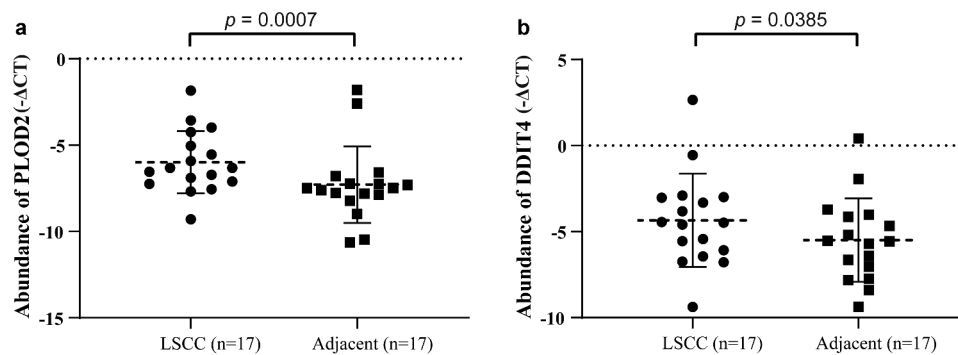 a
p = 0.0007
Abundance of PLOD2 (-ΔCT)
0
-5
-10
-15
LSCC (n=17)
Adjacent (n=17)
b
p = 0.0385
Abundance of DDIT4 (-ΔCT)
5
0
-5
-10
LSCC (n=17)
Adjacent (n=17)